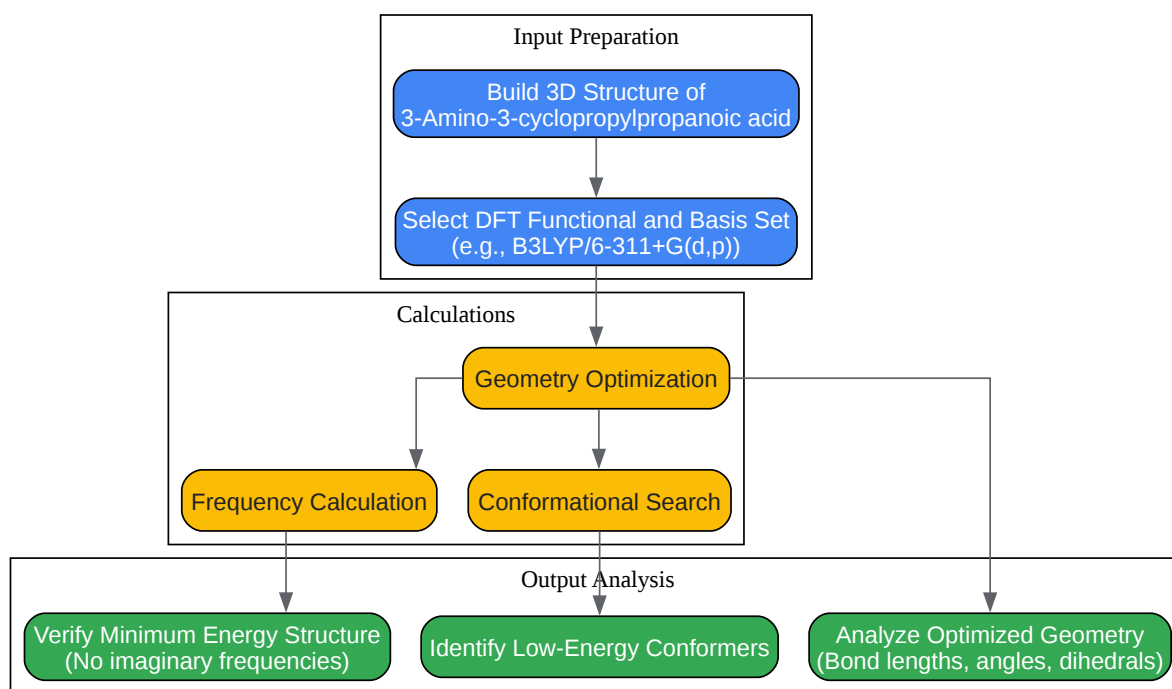 Input Preparation
Build 3D Structure of
3-Amino-3-cyclopropylpropanoic acid
Select DFT Functional and Basis Set
(e.g., B3LYP/6-311+G(d,p))
Calculations
Geometry Optimization
Frequency Calculation
Conformational Search
Output Analysis
Verify Minimum Energy Structure
(No imaginary frequencies)
Identify Low-Energy Conformers
Analyze Optimized Geometry
(Bond lengths, angles, dihedrals)